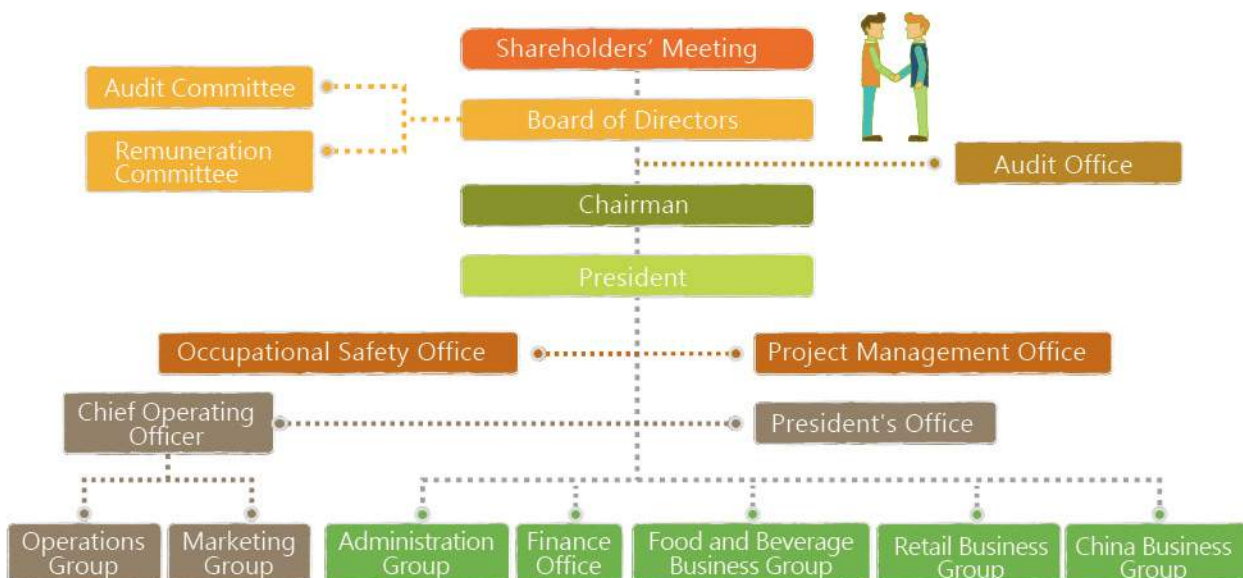 Shareholders' Meeting
Audit Committee
Board of Directors
Remuneration
Committee
Audit Office
Chairman
President
Occupational Safety Office
Project Management Office
Chief Operating
Officer
President's Office
Operations
Group
Marketing
Group
Administration
Group
Finance
Office
Food and Beverage
Business Group
Retail Business
Group
China Business
Group